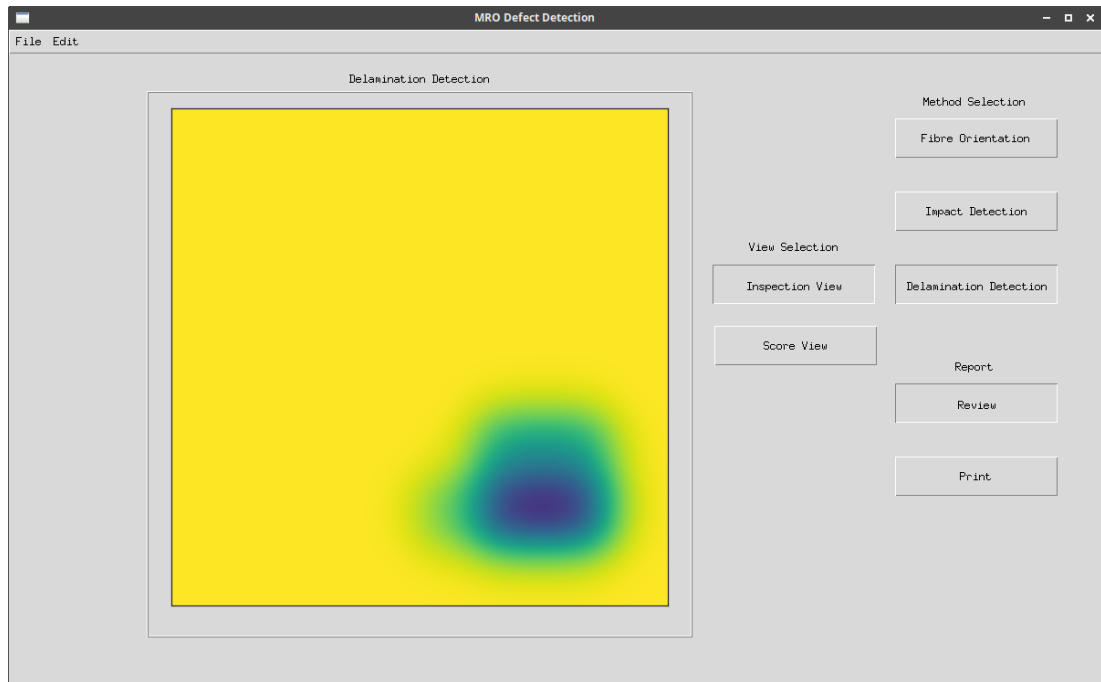 MRO Defect Detection
File Edit
Delamination Detection
Method Selection
Fibre Orientation
Impact Detection
View Selection
Inspection View
Delamination Detection
Score View
Report
Review
Print